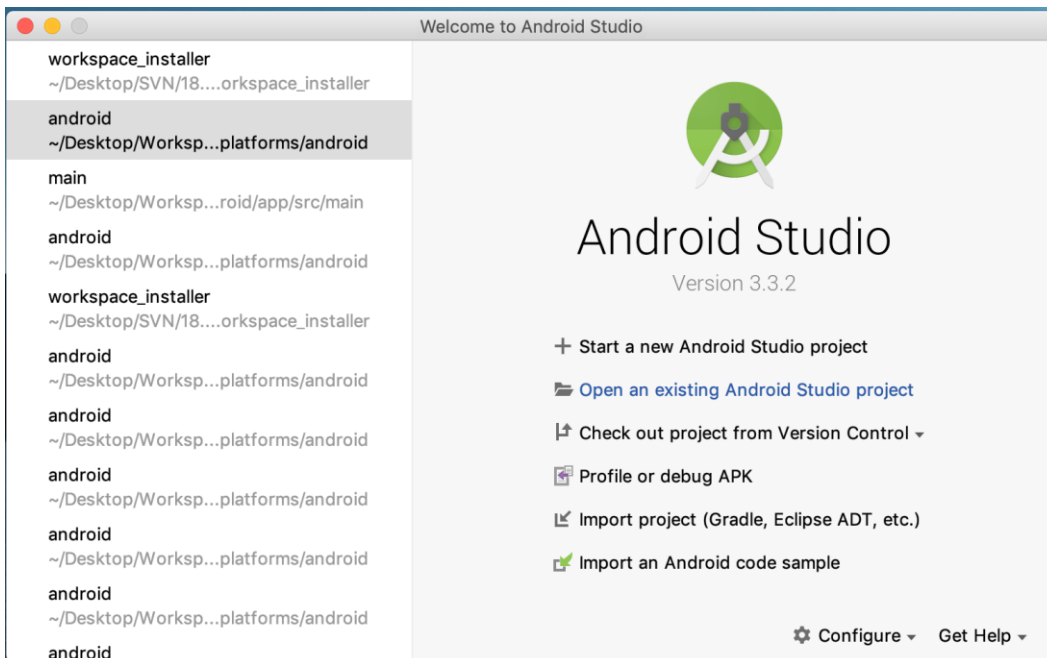 Welcome to Android Studio
workspace_installer
~/Desktop/SVN/18....orkspace_installer
android
~/Desktop/Worksp...platforms/android
main
~/Desktop/Worksp...roid/app/src/main
android
~/Desktop/Worksp...platforms/android
workspace_installer
~/Desktop/SVN/18....orkspace_installer
android
~/Desktop/Worksp...platforms/android
android
~/Desktop/Worksp...platforms/android
android
~/Desktop/Worksp...platforms/android
android
~/Desktop/Worksp...platforms/android
android
~/Desktop/Worksp...platforms/android
android
Android Studio
Version 3.3.2
Start a new Android Studio project
Open an existing Android Studio project
Check out project from Version Control
Profile or debug APK
Import project (Gradle, Eclipse ADT, etc.)
Import an Android code sample
Configure Get Help